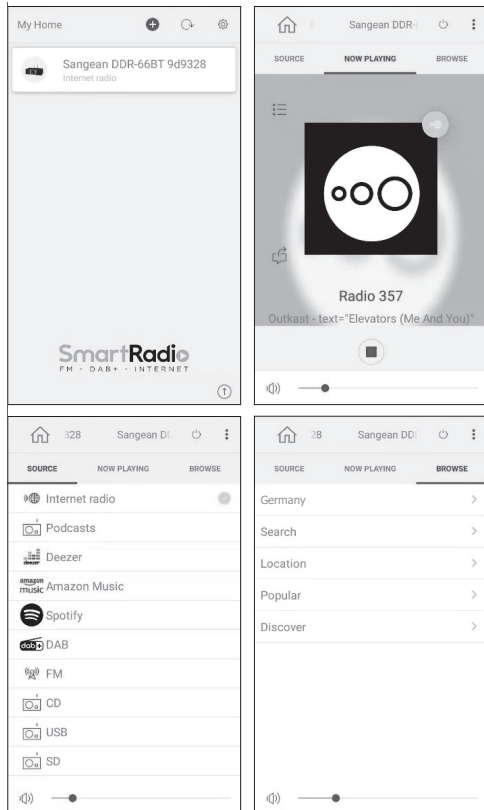 My Home
Sangean DDR-66BT 9d9328
Internet radio
SmartRadio
FM - DAB+ - INTERNET
Sangean DDR-
SOURCE NOW PLAYING BROWSE
Radio 357
Outkast - text="Elevators (Me And You)"
328 Sangean D
SOURCE NOW PLAYING BROWSE
Internet radio
Podcasts
deezer Deezer
amazon music Amazon Music
Spotify
dab+ DAB
FM
CD
USB
SD
28 Sangean DD
SOURCE NOW PLAYING BROWSE
Germany
Search
Location
Popular
Discover